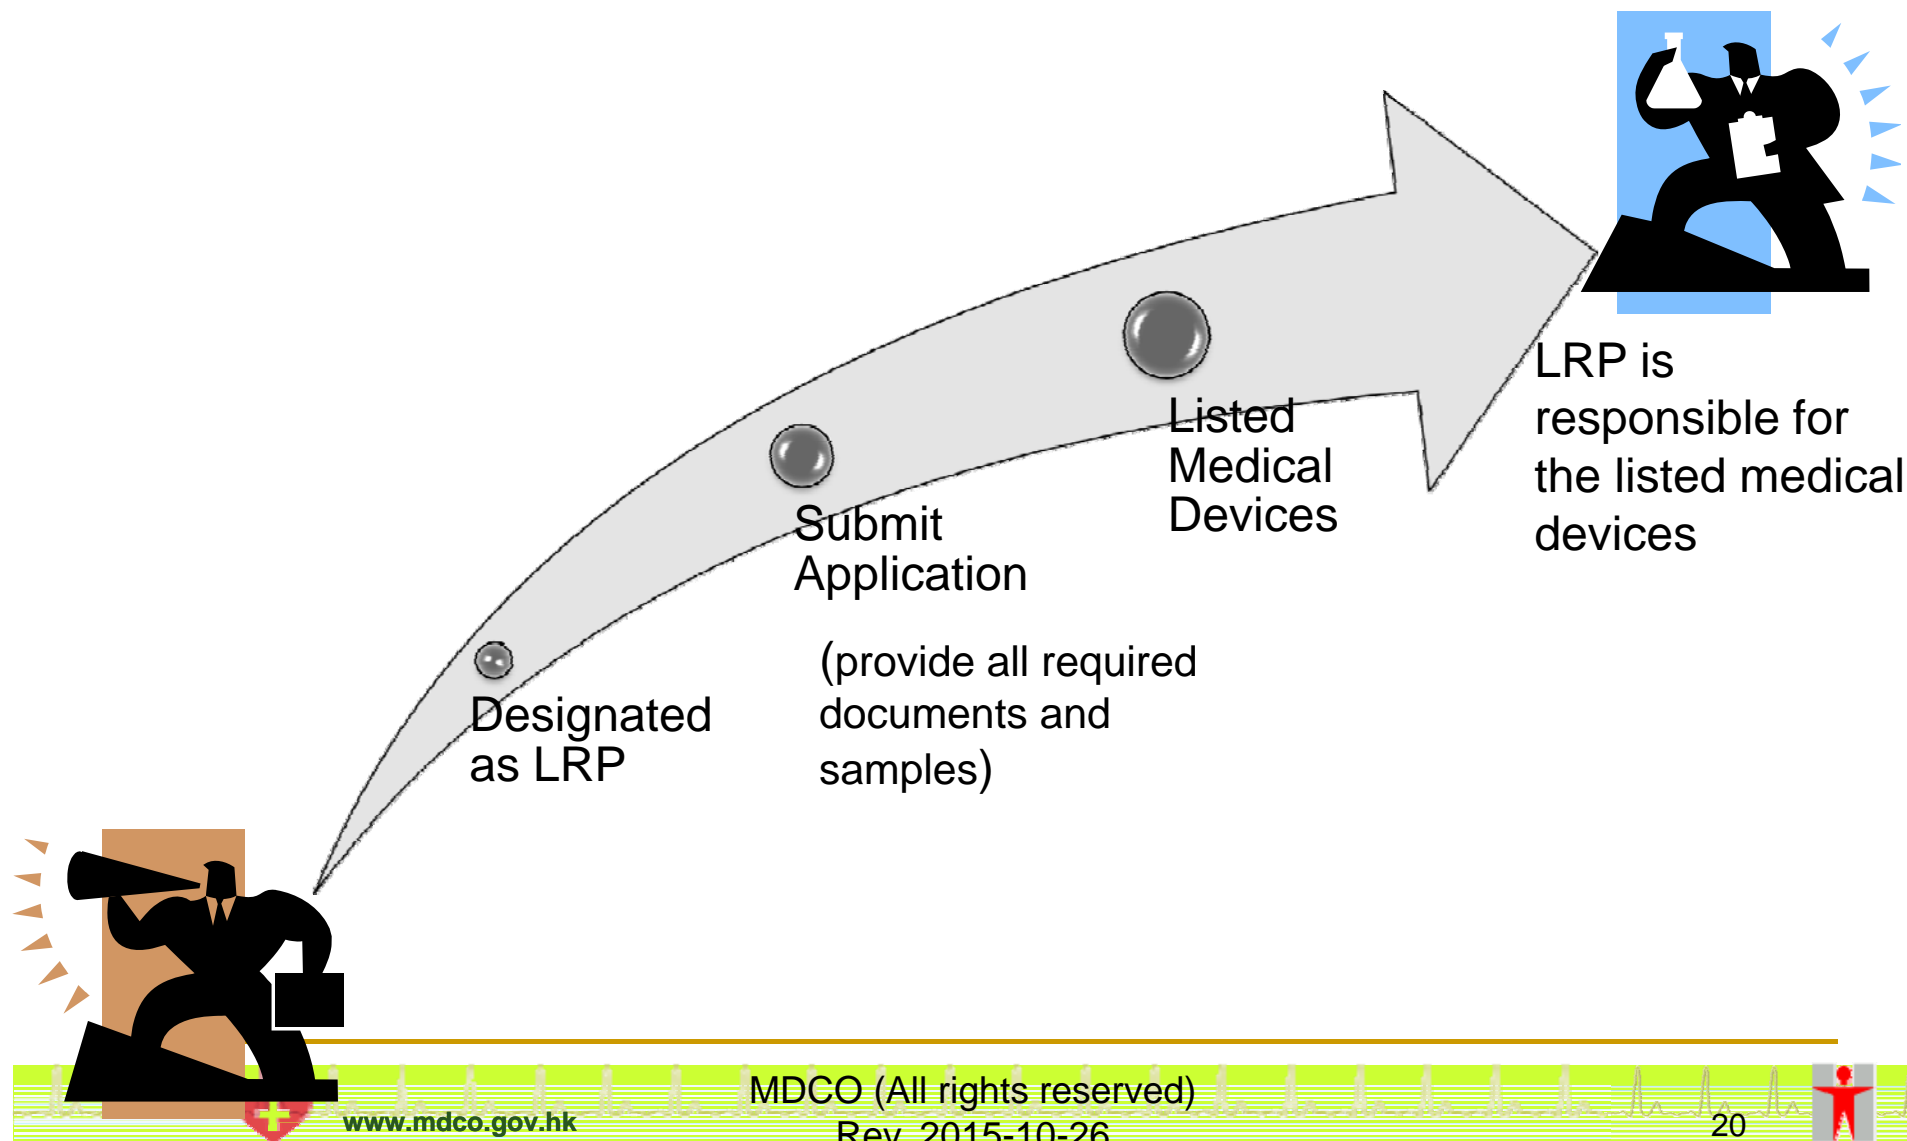 Designated
as LRP
Submit
Application
(provide all required
documents and
samples)
Listed
Medical
Devices
LRP is
responsible for
the listed medical
devices
www.mdco.gov.hk
MDCO (All rights reserved)
Rev. 2015-10-26
20